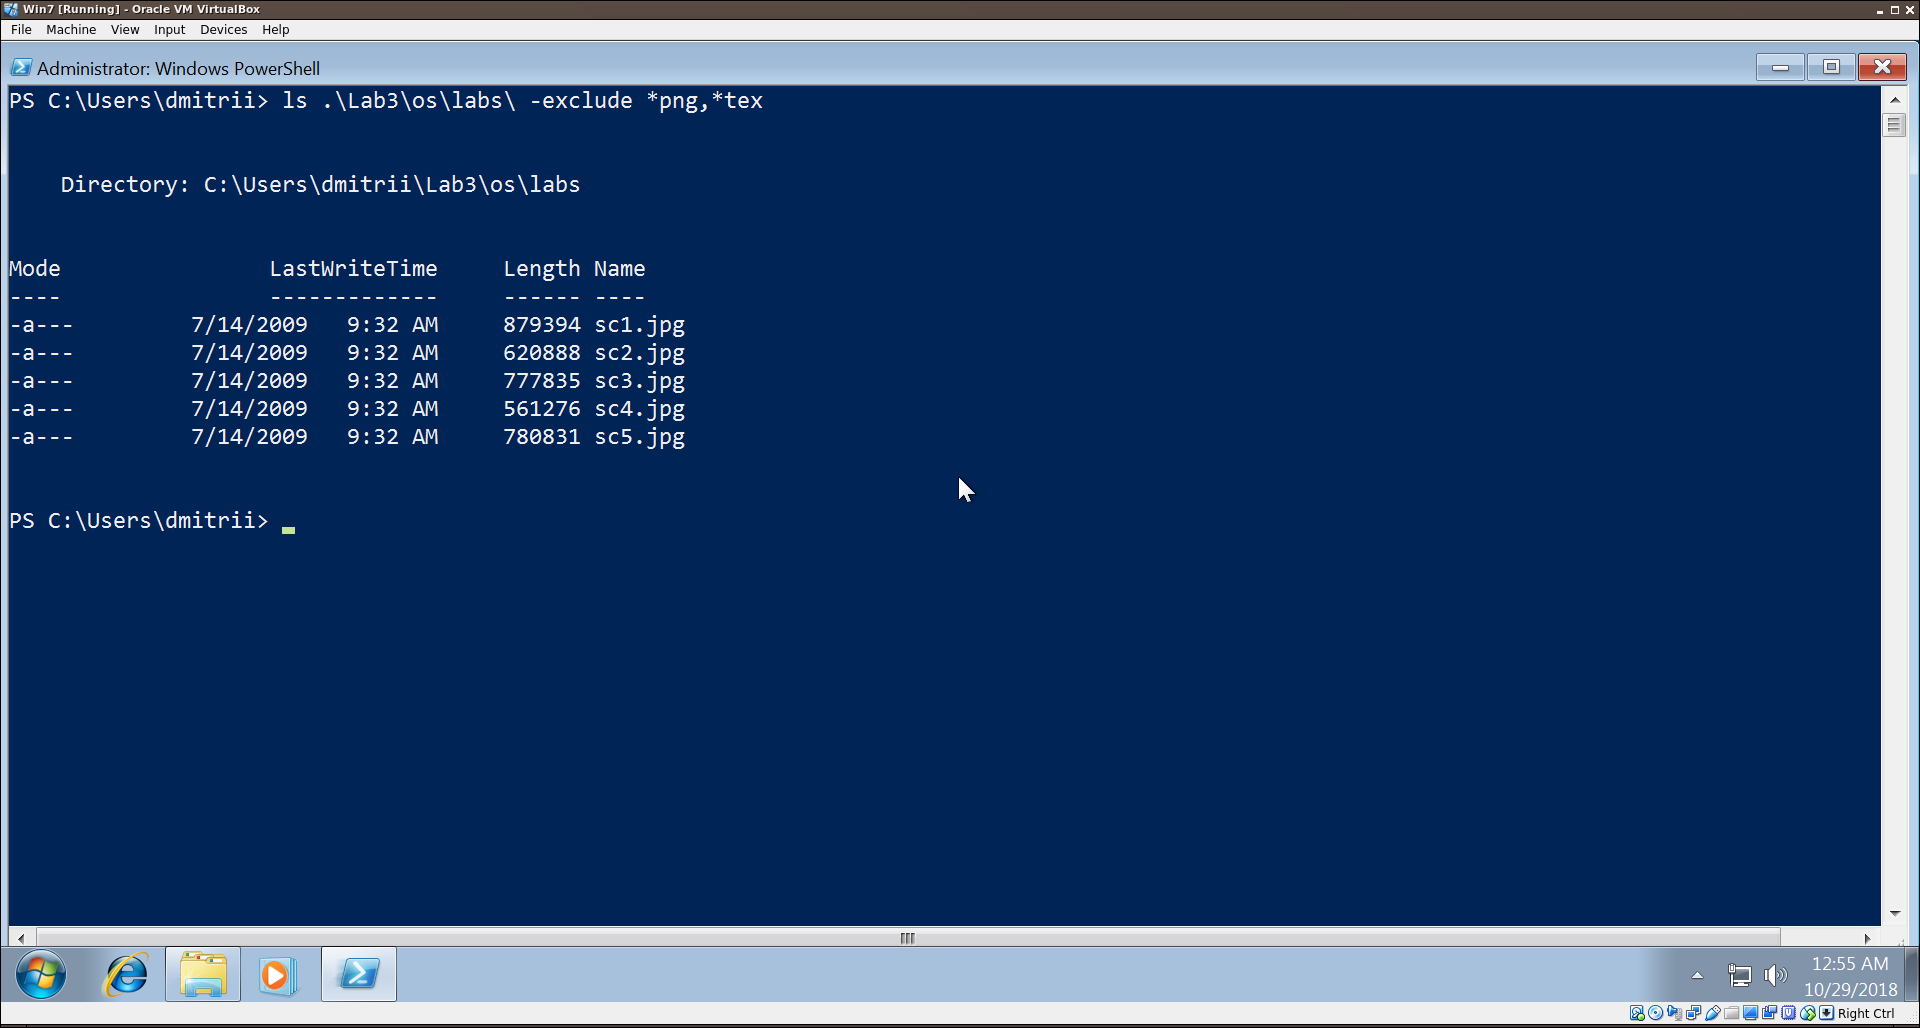 Win7 [Running] - Oracle VM VirtualBox
File Machine View Input Devices Help
Administrator: Windows PowerShell
PS C:\Users\dmitrii> ls .\Lab3\os\labs\ -exclude *png,*tex
Directory: C:\Users\dmitrii\Lab3\os\labs
Mode LastWriteTime Length Name
---- ------------- ------ ----
-a--- 7/14/2009 9:32 AM 879394 sc1.jpg
-a--- 7/14/2009 9:32 AM 620888 sc2.jpg
-a--- 7/14/2009 9:32 AM 777835 sc3.jpg
-a--- 7/14/2009 9:32 AM 561276 sc4.jpg
-a--- 7/14/2009 9:32 AM 780831 sc5.jpg
PS C:\Users\dmitrii> _
12:55 AM
10/29/2018
Right Ctrl